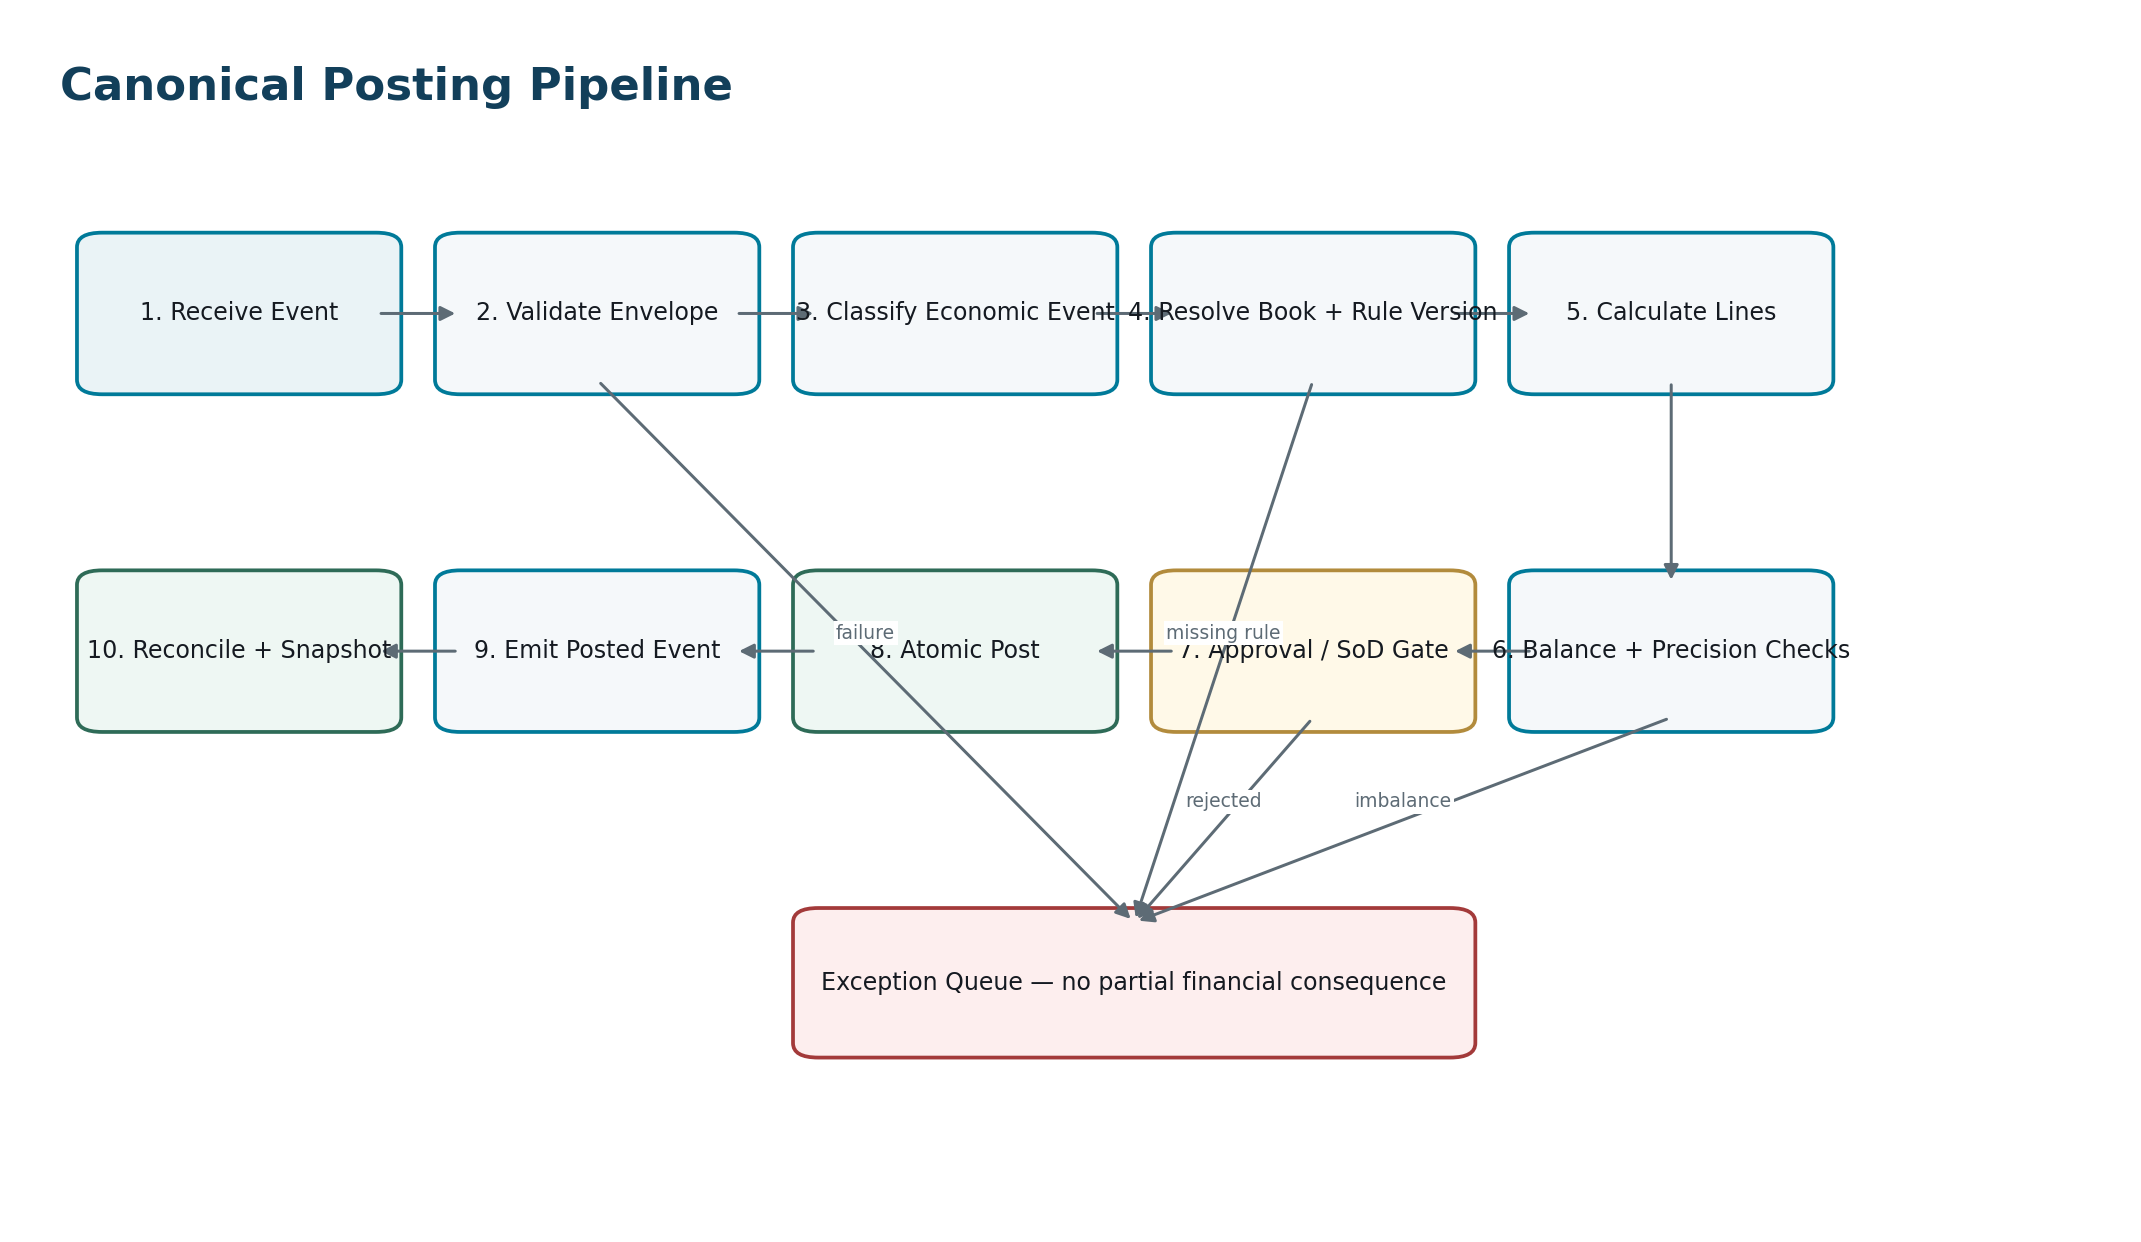 Canonical Posting Pipeline
1. Receive Event
2. Validate Envelope
3. Classify Economic Event
4. Resolve Book + Rule Version
5. Calculate Lines
10. Reconcile + Snapshot
9. Emit Posted Event
failure
8. Atomic Post
missing rule
7. Approval / SoD Gate
6. Balance + Precision Checks
rejected
imbalance
Exception Queue — no partial financial consequence